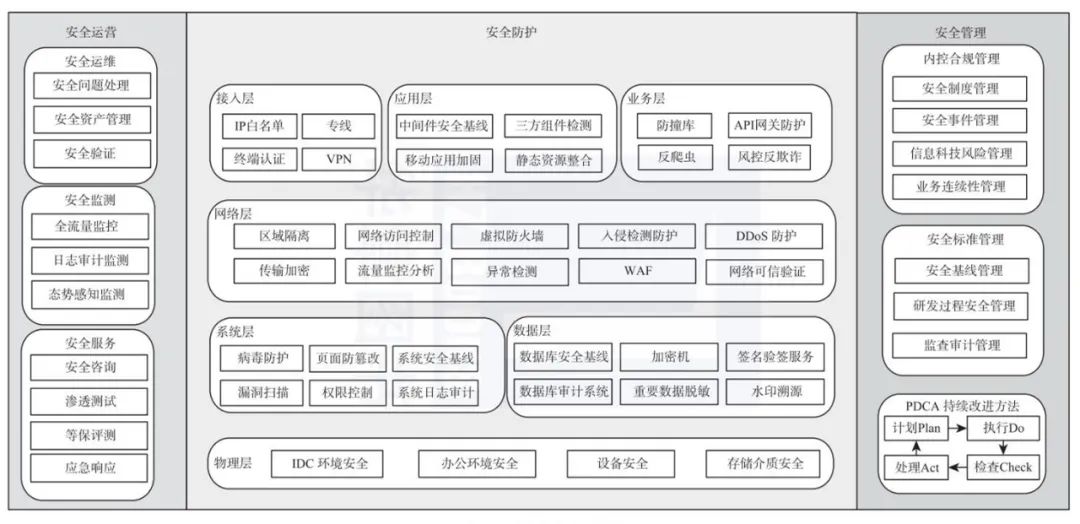 安全运营
安全运维
安全问题处理
安全资产管理
安全验证
安全监测
全流量监控
日志审计监测
态势感知监测
安全服务
安全咨询
渗透测试
等保评测
应急响应
安全防护
接入层
IP白名单
专线
终端认证
VPN
应用层
中间件安全基线
三方组件检测
移动应用加固
静态资源整合
业务层
防撞库
API网关防护
反爬虫
风控反欺诈
网络层
区域隔离
网络访问控制
虚拟防火墙
入侵检测防护
DDoS 防护
传输加密
流量监控分析
异常检测
WAF
网络可信验证
系统层
病毒防护
页面防篡改
系统安全基线
漏洞扫描
权限控制
系统日志审计
数据层
数据库安全基线
加密机
签名验签服务
数据库审计系统
重要数据脱敏
水印溯源
物理层
IDC 环境安全
办公环境安全
设备安全
存储介质安全
安全管理
内控合规管理
安全制度管理
安全事件管理
信息科技风险管理
业务连续性管理
安全标准管理
安全基线管理
研发过程安全管理
监查审计管理
PDCA 持续改进方法
计划Plan
执行Do
处理Act
检查Check